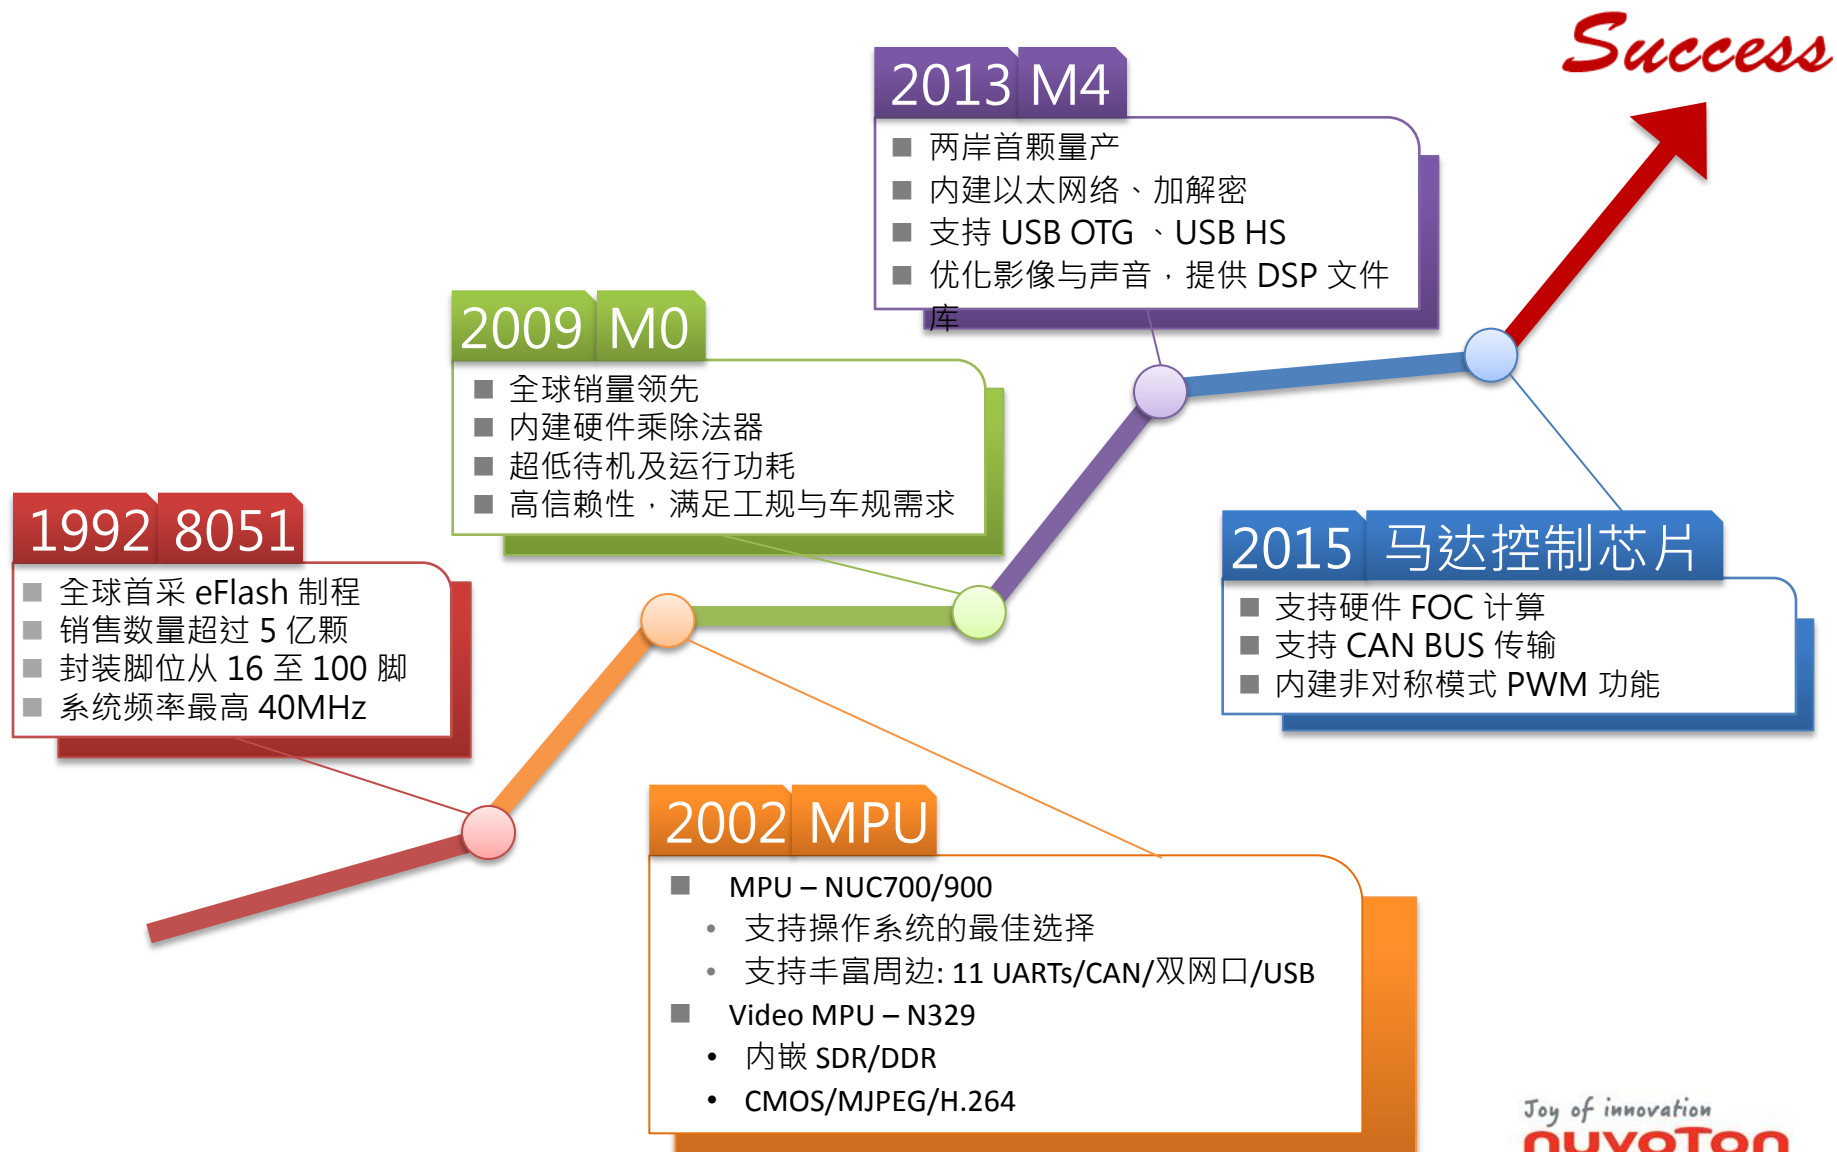 Success
2013 M4
■ 两岸首颗量产
■ 内建以太网络、加解密
■ 支持 USB OTG 、USB HS
■ 优化影像与声音，提供 DSP 文件
库
2009 M0
■ 全球销量领先
■ 内建硬件乘除法器
■ 超低待机及运行功耗
■ 高信赖性，满足工规与车规需求
1992 8051
■ 全球首采 eFlash 制程
■ 销售数量超过 5 亿颗
■ 封装脚位从 16 至 100 脚
■ 系统频率最高 40MHz
2015 马达控制芯片
■ 支持硬件 FOC 计算
■ 支持 CAN BUS 传输
■ 内建非对称模式 PWM 功能
2002 MPU
■ MPU – NUC700/900
• 支持操作系统的最佳选择
• 支持丰富周边: 11 UARTs/CAN/双网口/USB
■ Video MPU – N329
• 内嵌 SDR/DDR
• CMOS/MJPEG/H.264
Joy of innovation
nuvoTon